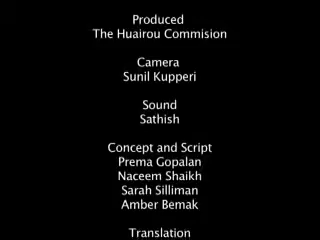 Produced
The Huairou Commision
Camera
Sunil Kupperi
Sound
Sathish
Concept and Script
Prema Gopalan
Naceem Shaikh
Sarah Silliman
Amber Bemak
Translation